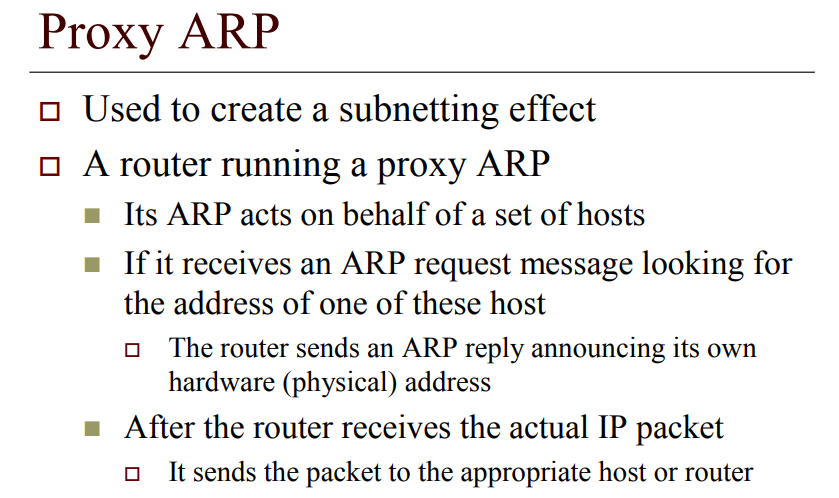 Proxy ARP
Used to create a subnetting effect
A router running a proxy ARP
Its ARP acts on behalf of a set of hosts
If it receives an ARP request message looking for
the address of one of these host
The router sends an ARP reply announcing its own
hardware (physical) address
After the router receives the actual IP packet
It sends the packet to the appropriate host or router